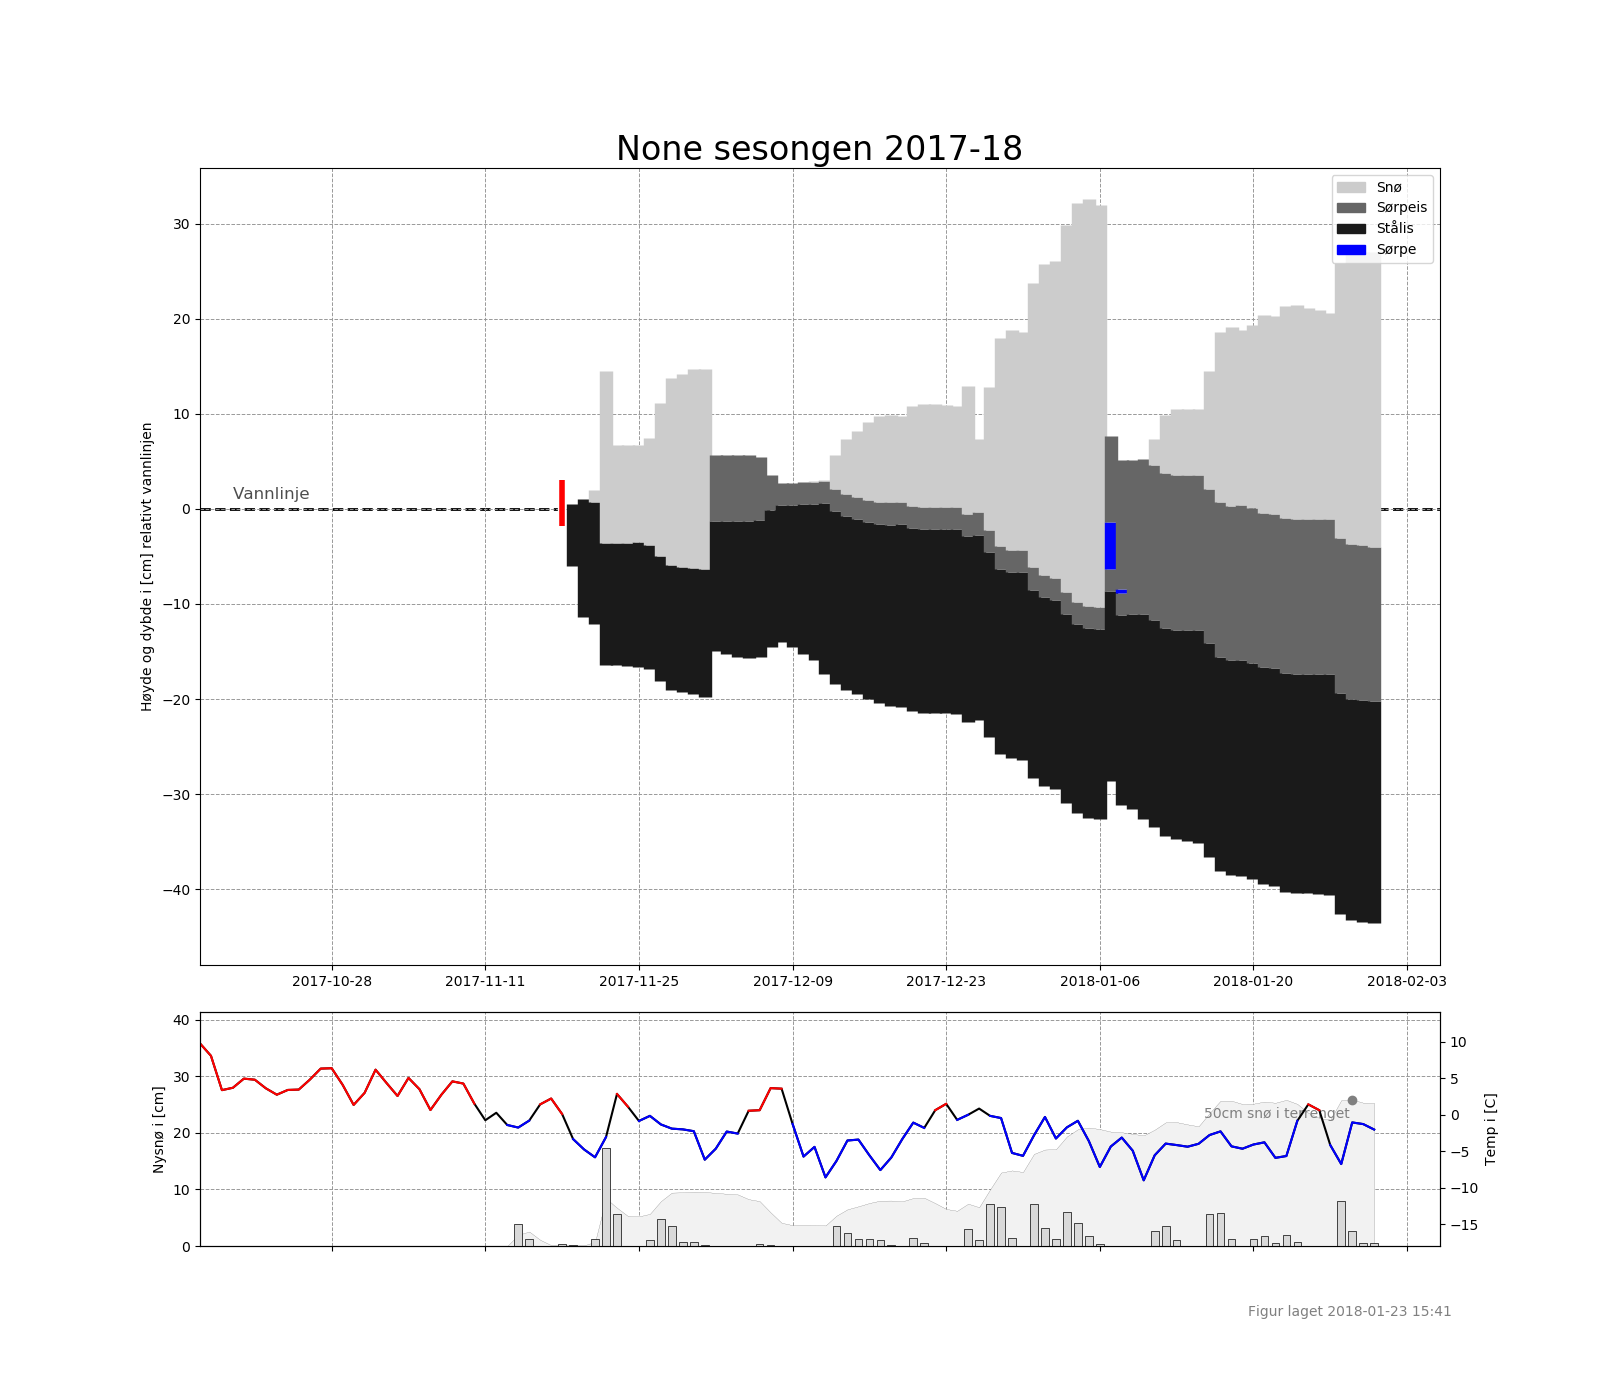 None sesongen 2017-18
Snø
Sørpeis
Stålis
Sørpe
Høyde og dybde i [cm] relativt vannlinjen
30
20
10
0
−10
−20
−30
−40
Vannlinje
2017-10-28 2017-11-11 2017-11-25 2017-12-09 2017-12-23 2018-01-06 2018-01-20 2018-02-03
Nysnø i [cm]
40
30
20
10
0
50cm snø i terrenget
10
5
0
−5
−10
−15
Temp i [C]
Figur laget 2018-01-23 15:41